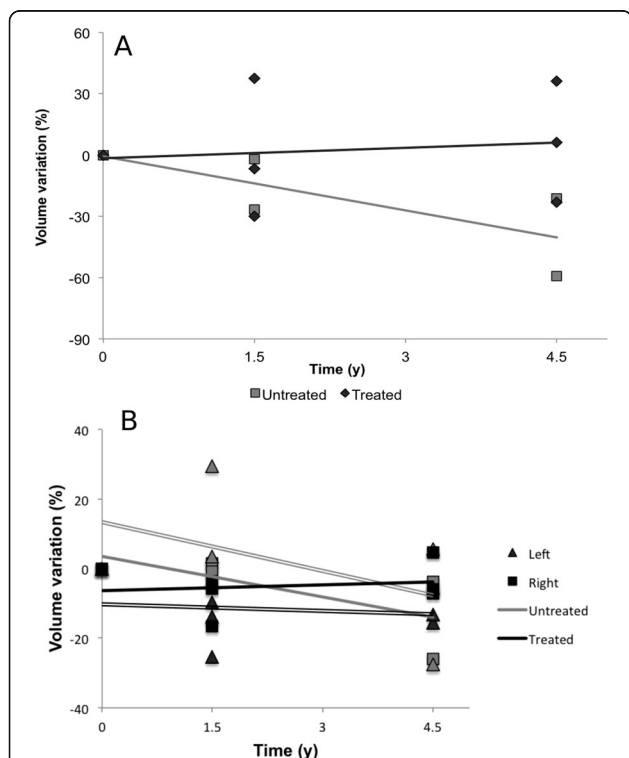 A
60
30
0
-30
-60
-90
Volume variation (%)
0 1.5 3 4.5
Time (y)
Untreated Treated
B
40
20
0
-20
-40
Volume variation (%)
0 1.5 3 4.5
Time (y)
Left
Right
Untreated
Treated